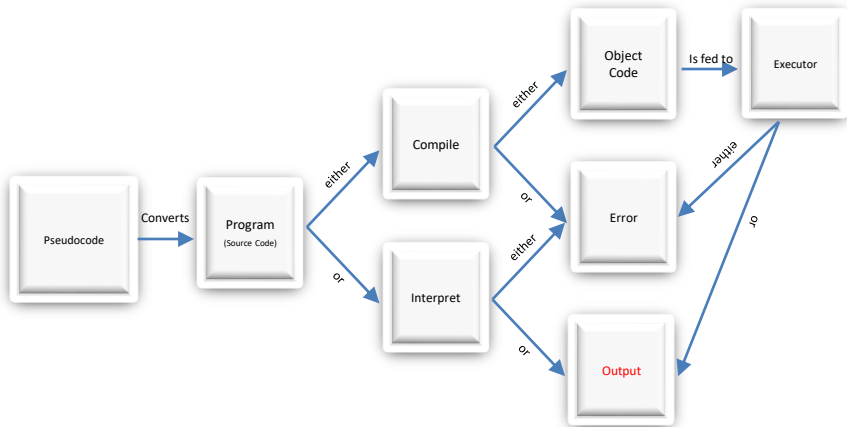 Pseudocode
Converts
Program
(Source Code)
either
or
Compile
Interpret
either
or
either
or
Object
Code
Error
Output
Is fed to
Executor
either
or